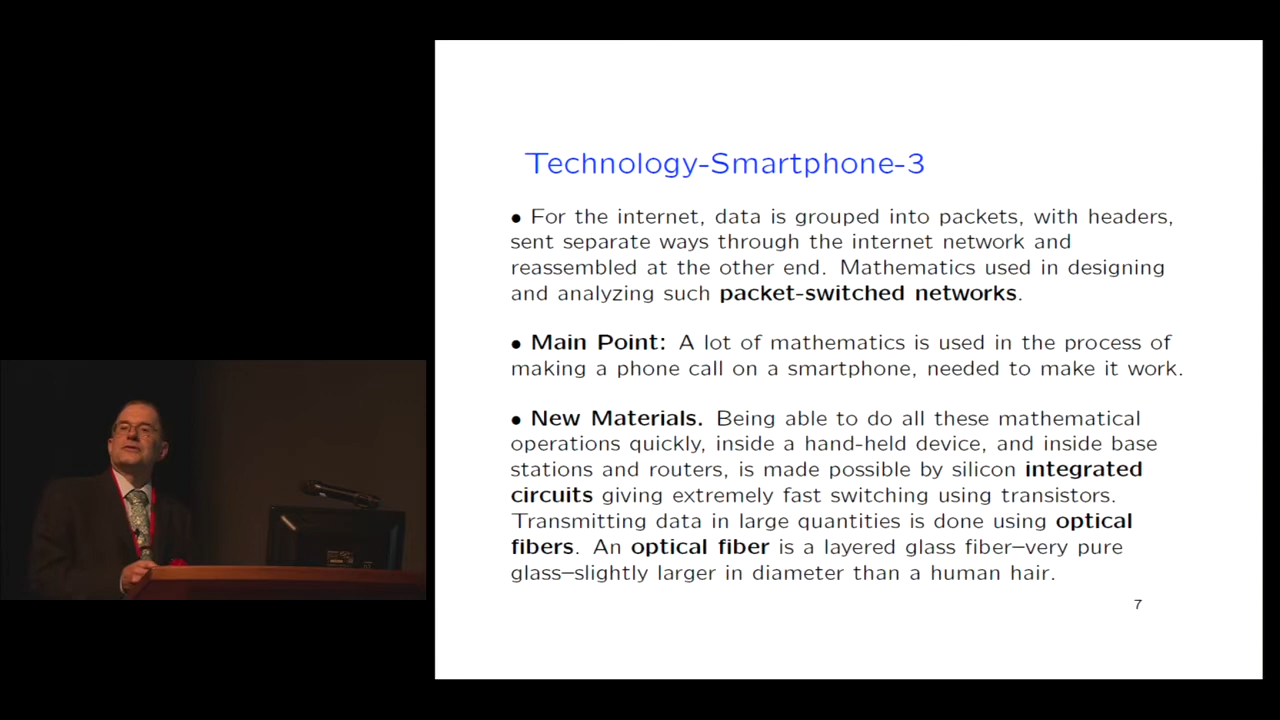 Technology-Smartphone-3
• For the internet, data is grouped into packets, with headers,
sent separate ways through the internet network and
reassembled at the other end. Mathematics used in designing
and analyzing such packet-switched networks.
• Main Point: A lot of mathematics is used in the process of
making a phone call on a smartphone, needed to make it work.
• New Materials. Being able to do all these mathematical
operations quickly, inside a hand-held device, and inside base
stations and routers, is made possible by silicon integrated
circuits giving extremely fast switching using transistors.
Transmitting data in large quantities is done using optical
fibers. An optical fiber is a layered glass fiber–very pure
glass–slightly larger in diameter than a human hair.
7